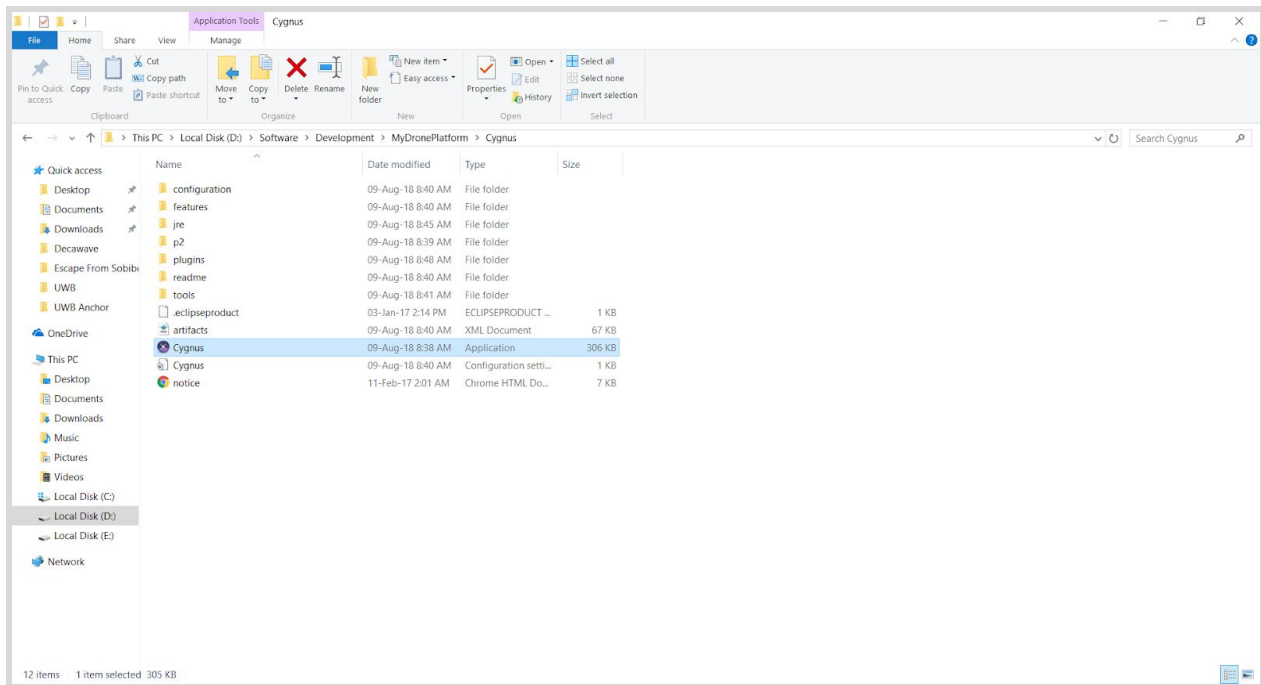 Application Tools Cygnus
File Home Share View Manage
Pin to Quick access
Copy
Paste
Cut
Copy path
Paste shortcut
Clipboard
Move to
Copy to
Delete
Rename
Organize
New folder
New item
Easy access
New
Properties
Open
Edit
History
Open
Select all
Select none
Invert selection
Select
This PC > Local Disk (D:) > Software > Development > MyDronePlatform > Cygnus
Search Cygnus
Quick access
Desktop
Documents
Downloads
Decawave
Escape From Sobib
UWB
UWB Anchor
OneDrive
This PC
Desktop
Documents
Downloads
Music
Pictures
Videos
Local Disk (C:)
Local Disk (D:)
Local Disk (E:)
Network
Name Date modified Type Size
configuration 09-Aug-18 8:40 AM File folder
features 09-Aug-18 8:40 AM File folder
jre 09-Aug-18 8:45 AM File folder
p2 09-Aug-18 8:39 AM File folder
plugins 09-Aug-18 8:48 AM File folder
readme 09-Aug-18 8:40 AM File folder
tools 09-Aug-18 8:41 AM File folder
.eclipseproduct 03-Jan-17 2:14 PM ECLIPSEPRODUCT ... 1 KB
artifacts 09-Aug-18 8:40 AM XML Document 67 KB
Cygnus 09-Aug-18 8:38 AM Application 306 KB
Cygnus 09-Aug-18 8:40 AM Configuration setti... 1 KB
notice 11-Feb-17 2:01 AM Chrome HTML Do... 7 KB
12 items 1 item selected 305 KB